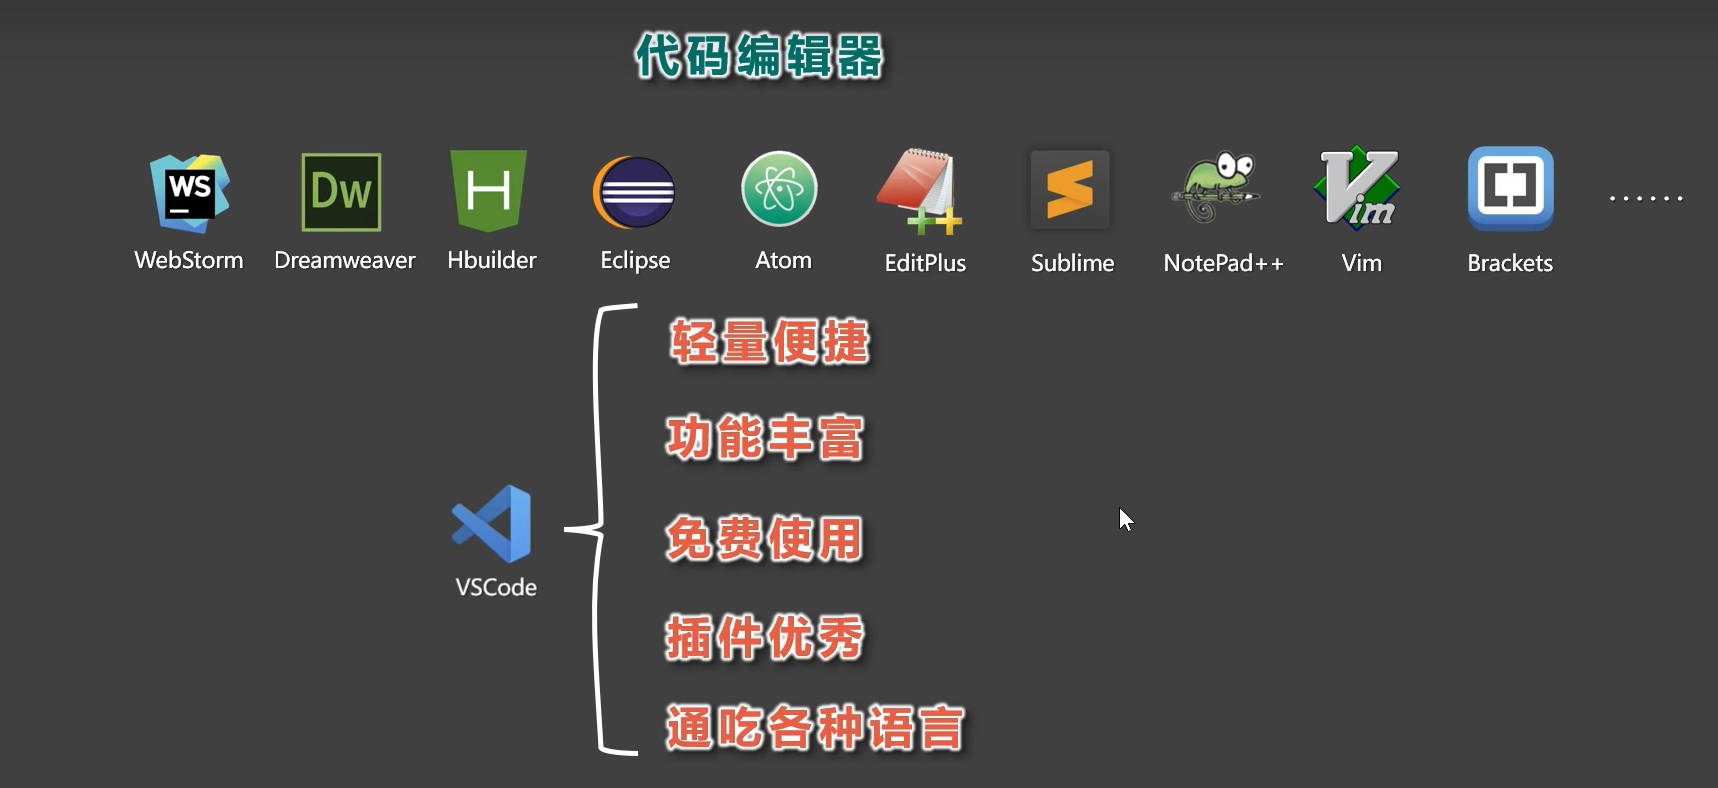 代码编辑器
WS
Dw
H
Vim
WebStorm Dreamweaver Hbuilder Eclipse Atom EditPlus Sublime NotePad++ Vim Brackets ······
轻量便捷
功能丰富
免费使用
VSCode
插件优秀
通吃各种语言